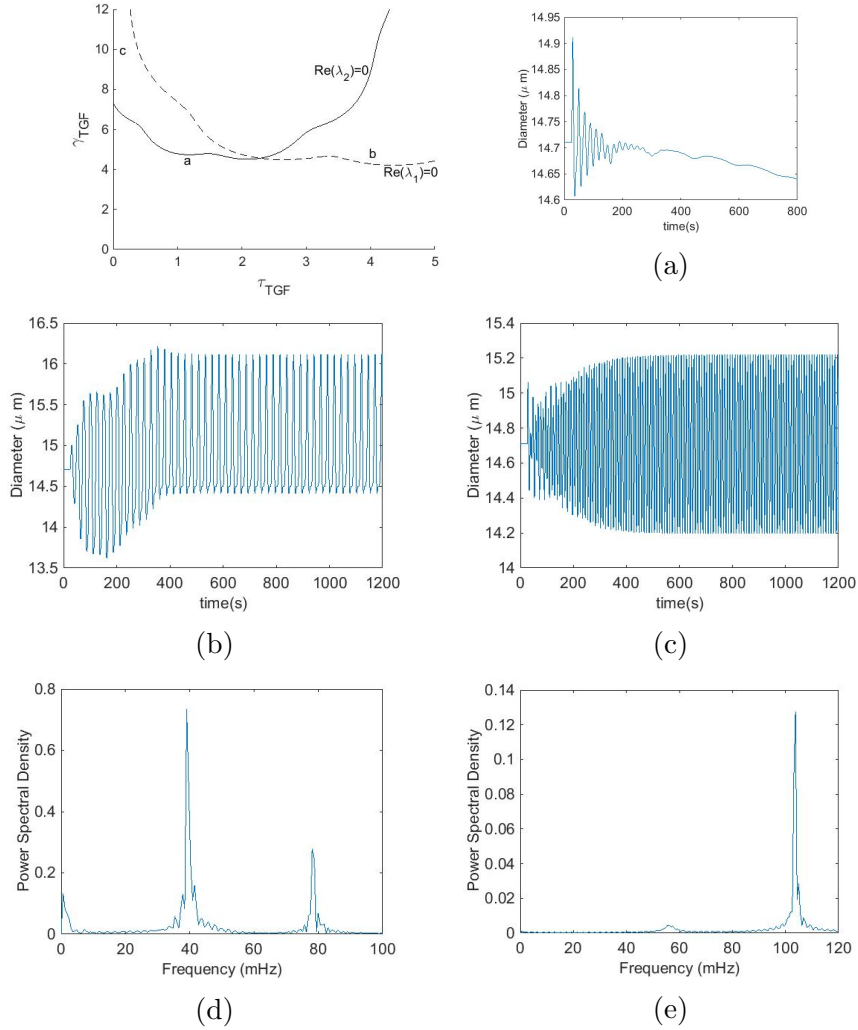 12
10
8
6
4
2
0
0 1 2 3 4 5
γTGF
τTGF
c
a
b
Re(λ2)=0
Re(λ1)=0
14.95
14.9
14.85
14.8
14.75
14.7
14.65
14.6
0 200 400 600 800
Diameter (μ m)
time(s)
(a)
16.5
16
15.5
15
14.5
14
13.5
0 200 400 600 800 1000 1200
Diameter (μ m)
time(s)
(b)
15.4
15.2
15
14.8
14.6
14.4
14.2
14
0 200 400 600 800 1000 1200
Diameter (μ m)
time(s)
(c)
0.8
0.6
0.4
0.2
0
0 20 40 60 80 100
Power Spectral Density
Frequency (mHz)
(d)
0.14
0.12
0.1
0.08
0.06
0.04
0.02
0
0 20 40 60 80 100 120
Power Spectral Density
Frequency (mHz)
(e)